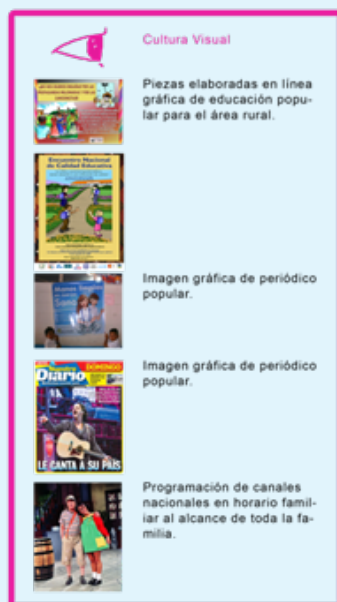 Cultura Visual
Piezas elaboradas en línea
gráfica de educación popu-
lar para el área rural.
Encuentro Nacional
de Calidad Educativa
Imagen gráfica de periódico
popular.
Imagen gráfica de periódico
popular.
Nuestro
Diario
DOMINGO
LE CANTA A SU PAÍS
Programación de canales
nacionales en horario famil-
iar al alcance de toda la fa-
milia.